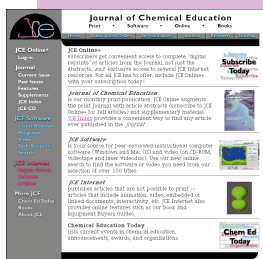 Journal of Chemical Education
Print • Software • Online • Books
jce
JCE Online+
Log in
Journal
Current Issue
Past Issues
Features
Supplements
JCE Index
JCE CD
JCE Software
JCE Internet
More JCE
Chem Ed Today
Books
About JCE
JCE Online+
subscribers get convenient access to complete "digital
reprints" of articles from the Journal, not just the
abstracts, and exclusive access to several JCE Internet
resources. For all JCE has to offer, include JCE Online+
with your subscription today!
Subscribe
Today
Journal of Chemical Education
is our monthly print publication. JCE Online augments
the print Journal with article abstracts (subscribe to JCE
Online+ for full articles) and supplementary material.
JCE Index provides a convenient way to find any article
ever published in the Journal.
JCE Software
is your source for peer-reviewed instructional computer
software (Windows and Mac OS) and video (on CD-ROM,
videotape and laser videodisc). Use our new online
search to find the software or video you need from our
selection of over 100 titles.
JCE Internet
publishes articles that are not possible to print --
articles that include animation, video, embedded or
linked documents, interactivity, etc. JCE Internet also
provides online features such as our Book and
Equipment Buyers Guides.
Chemical Education Today
lists current events in chemical education,
announcements, awards, and organizations.
Chem Ed
Today